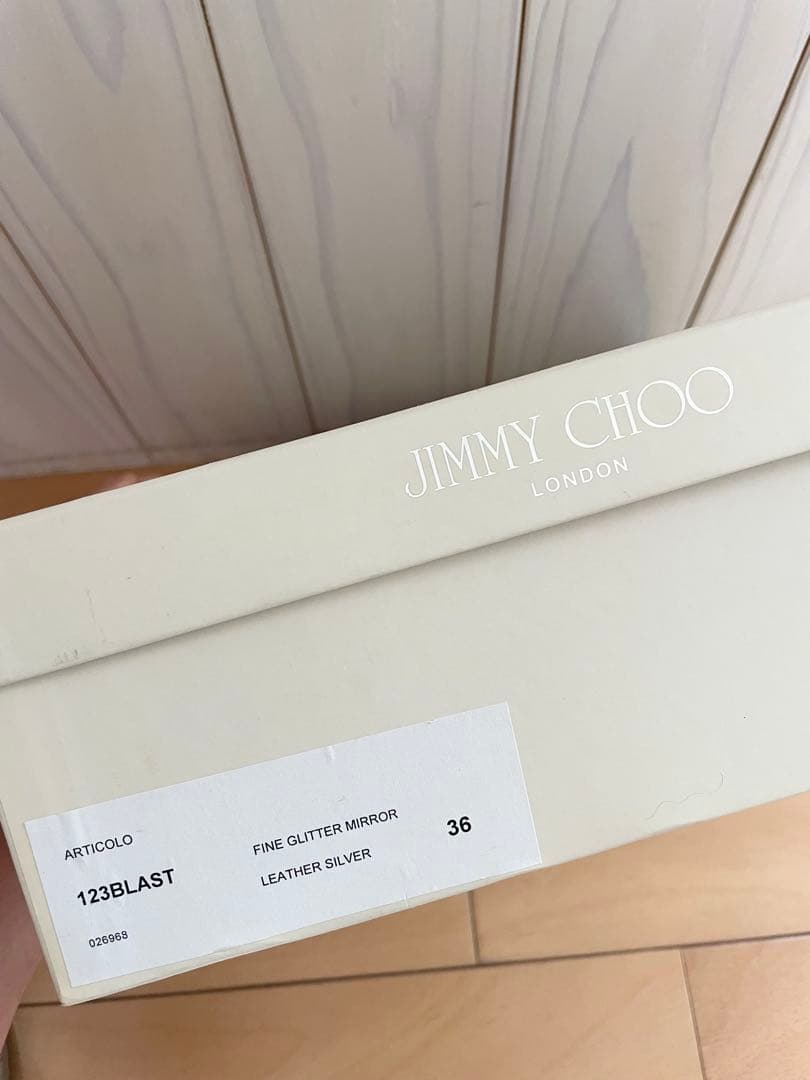 JIMMY CHOO
LONDON
ARTICOLO
123BLAST
026968
FINE GLITTER MIRROR
LEATHER SILVER
36